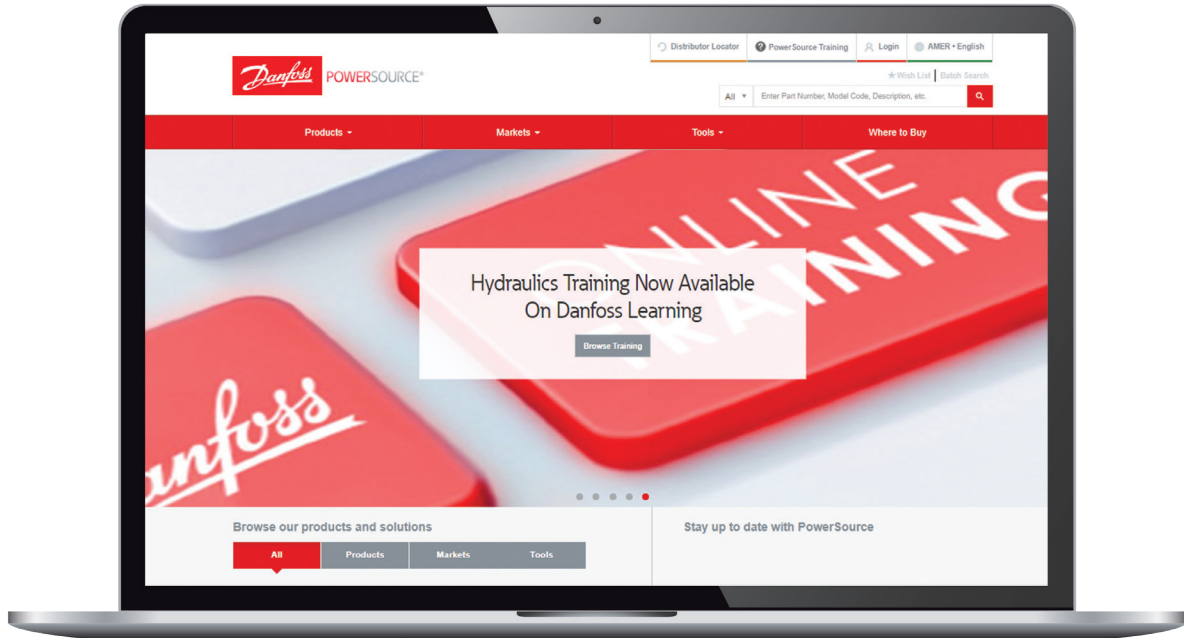 Distributor Locator
PowerSource Training
Login
AMER • English
Danfoss
POWERSOURCE®
★ Wish List | Batch Search
All
Enter Part Number, Model Code, Description, etc.
Products
Markets
Tools
Where to Buy
ONLINE
TRAINING
Hydraulics Training Now Available
On Danfoss Learning
Browse Training
Danfoss
Browse our products and solutions
Stay up to date with PowerSource
All
Products
Markets
Tools